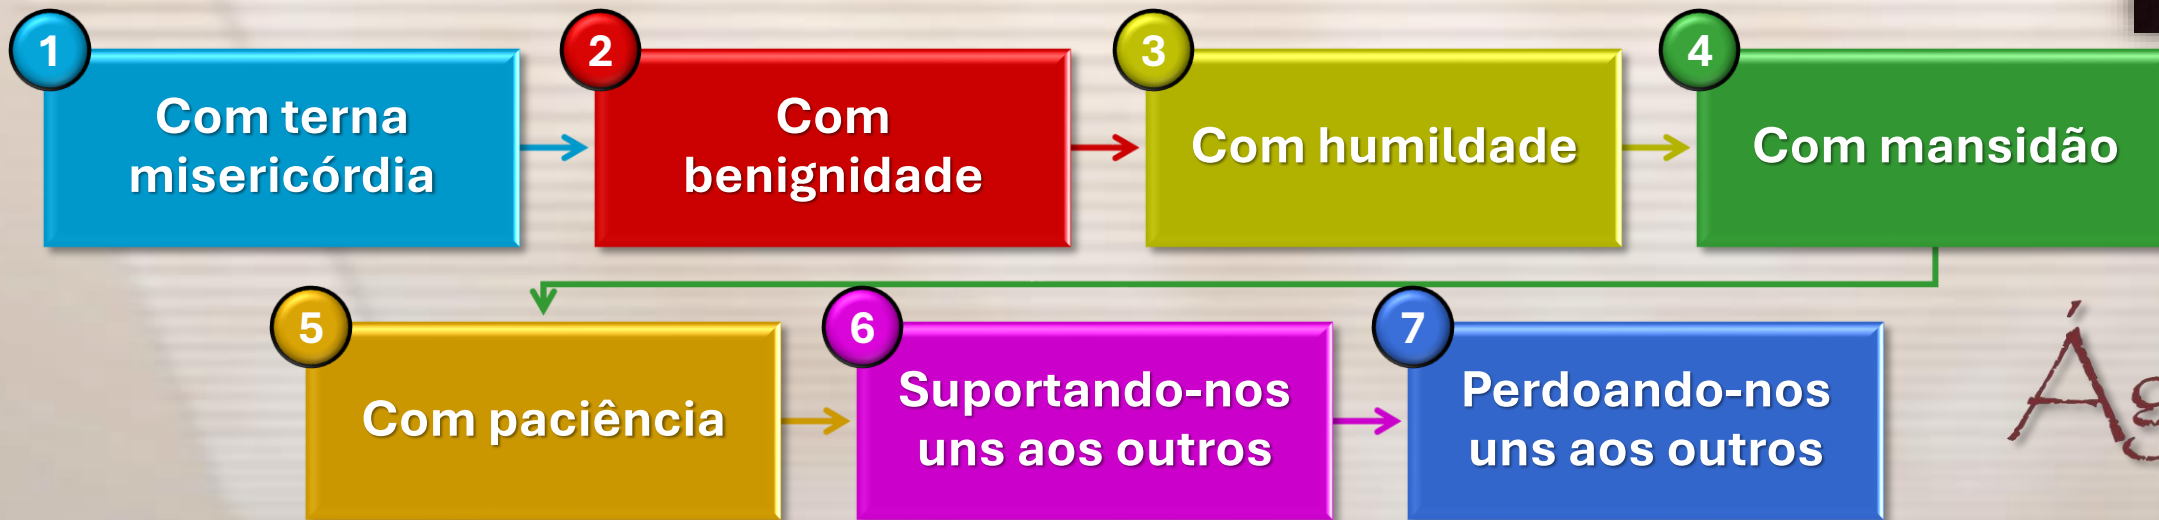 1
Com terna
misericórdia
2
Com
benignidade
3
Com humildade
4
Com mansidão
5
Com paciência
6
Suportando-nos
uns aos outros
7
Perdoando-nos
uns aos outros